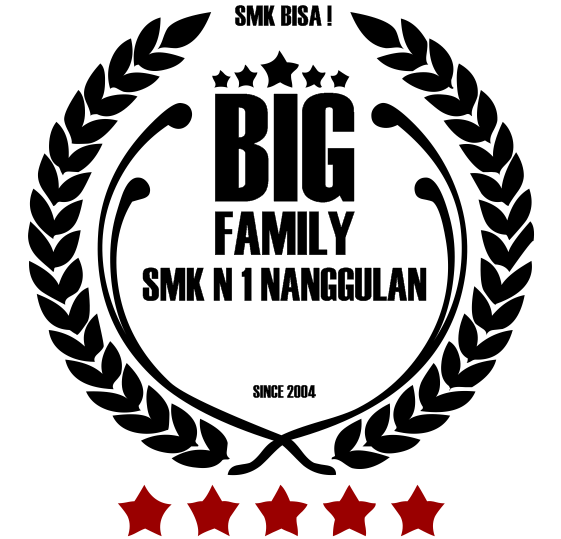 SMK BISA !
BIG
FAMILY
SMK N 1 NANGGULAN
SINCE 2004